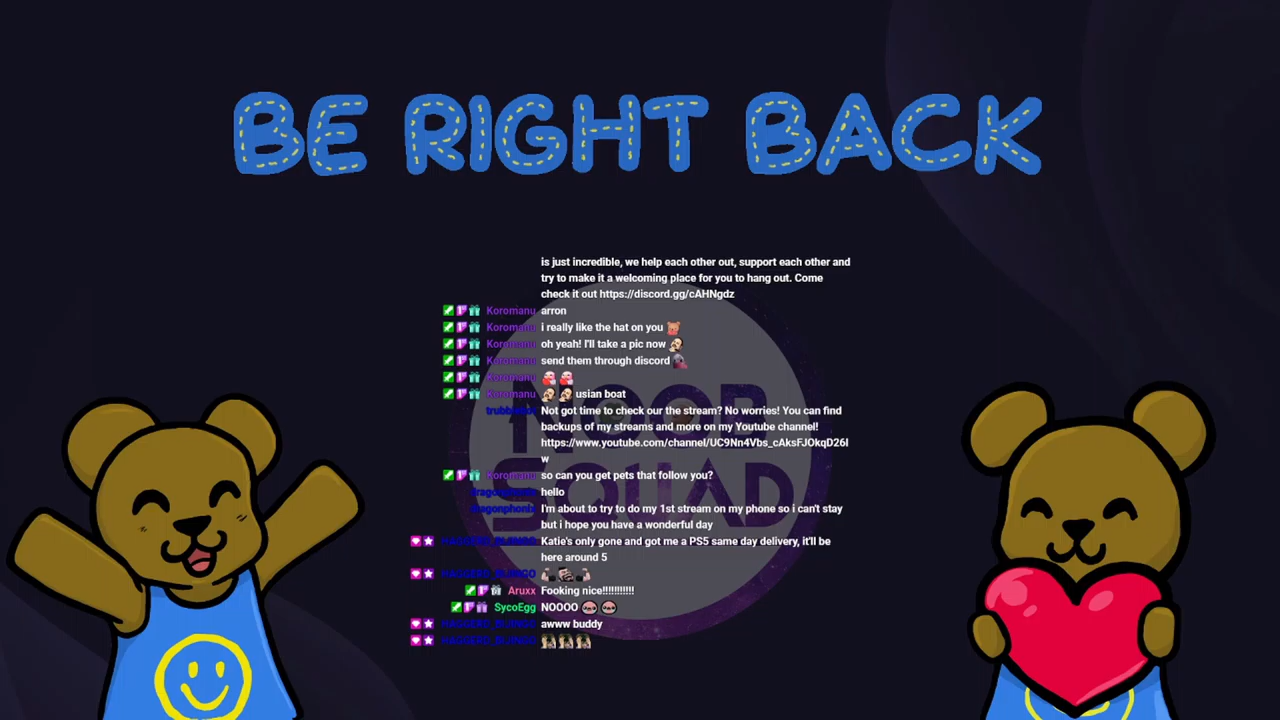 BE RIGHT BACK
is just incredible, we help each other out, support each other and
try to make it a welcoming place for you to hang out. Come
check it out https://discord.gg/cAHNgdz
Koromanu arron
Koromanu i really like the hat on you
Koromanu oh yeah! I'll take a pic now
Koromanu send them through discord
Koromanu
Koromanu usian boat
Not got time to check our the stream? No worries! You can find
backups of my streams and more on my Youtube channel!
https://www.youtube.com/channel/UC9Nn4Vbs_cAksFJOkqD26I
w
Koromanu so can you get pets that follow you?
dragonphonix hello
dragonphonix I'm about to try to do my 1st stream on my phone so i can't stay
but i hope you have a wonderful day
Katie's only gone and got me a PS5 same day delivery, it'll be
here around 5
Aruxx Fooking nice!!!!!!!!!!!
SycoEgg NOOOO
awww buddy
NOOB
SQUAD